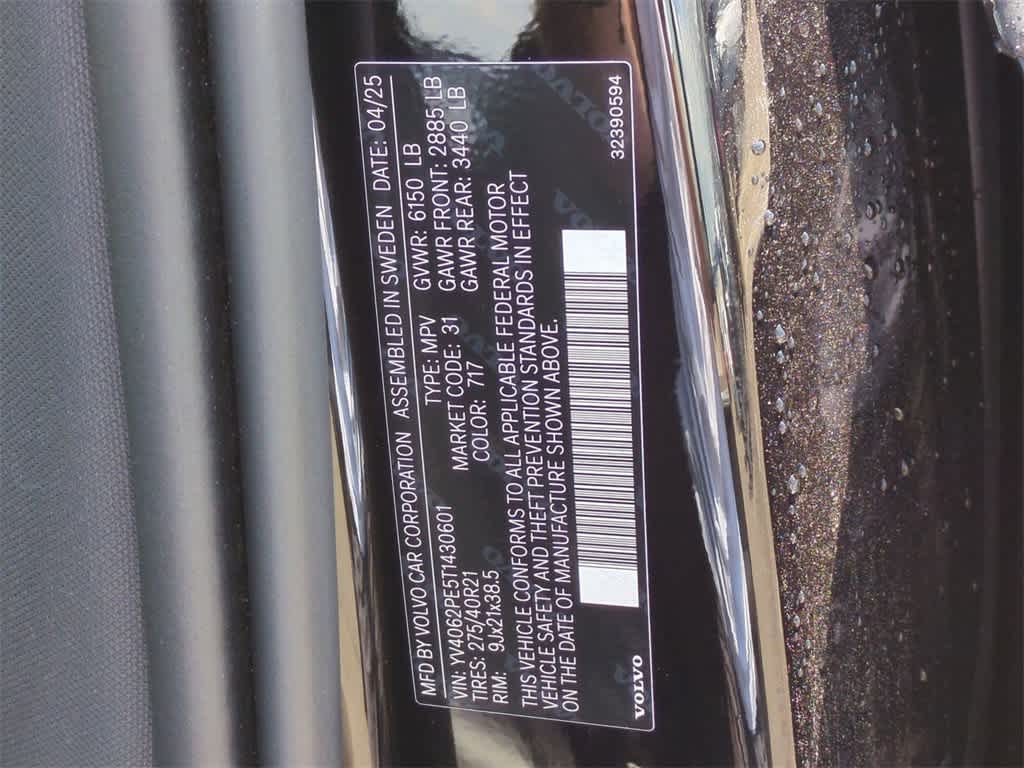 MFD BY VOLVO CAR CORPORATION ASSEMBLED IN SWEDEN DATE: 04/25
VIN: YV4062PE5T1430601 TYPE: MPV GVWR: 6150 LB
TIRES: 275/40R21 MARKET CODE: 31 GAWR FRONT: 2885 LB
RIM: 9Jx21x38.5 COLOR: 717 GAWR REAR: 3440 LB
THIS VEHICLE CONFORMS TO ALL APPLICABLE FEDERAL MOTOR
VEHICLE SAFETY AND THEFT PREVENTION STANDARDS IN EFFECT
ON THE DATE OF MANUFACTURE SHOWN ABOVE.
VOLVO 32390594